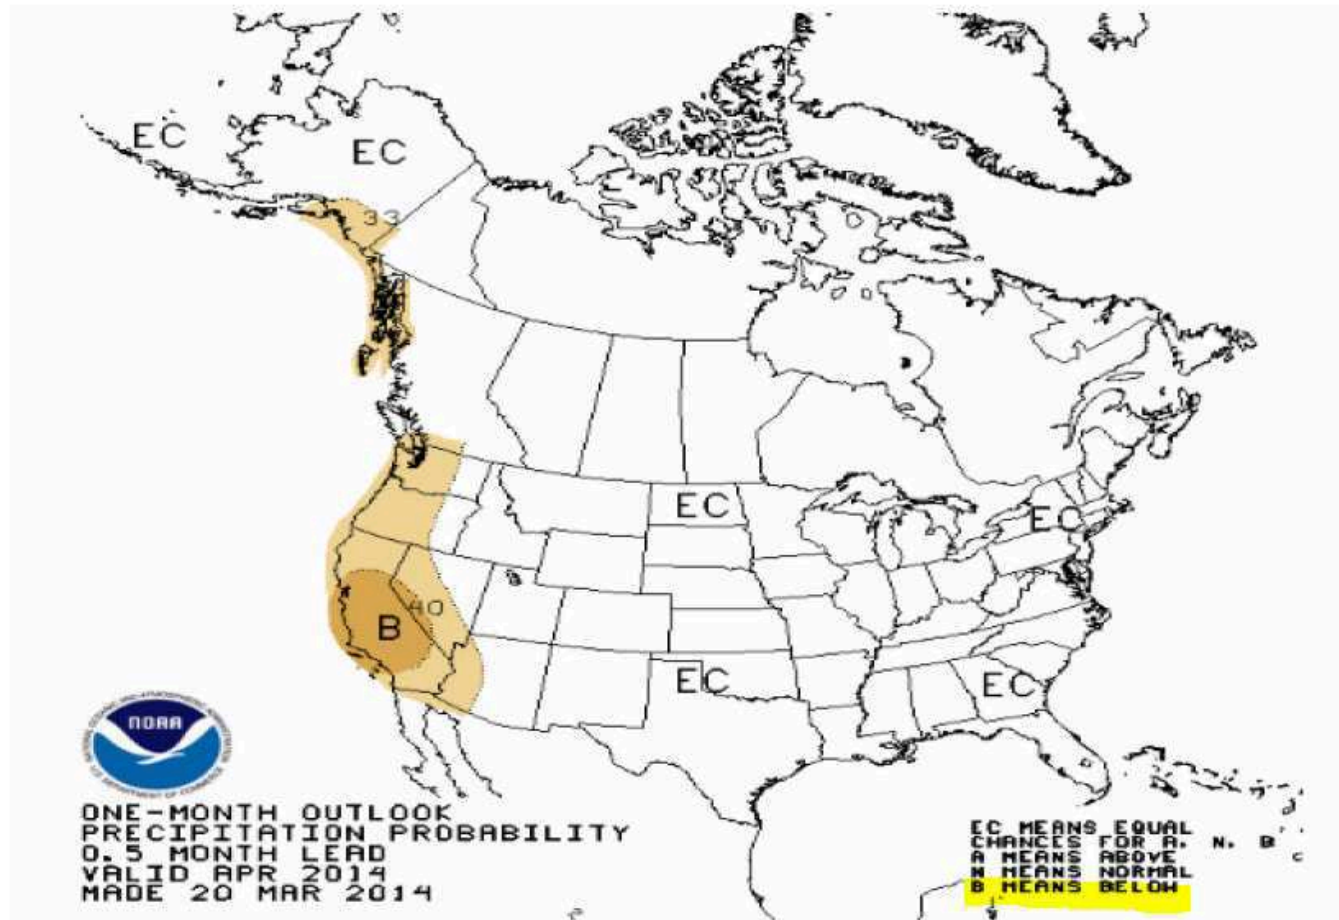 EC
EC
33
EC
EC
40
B
EC
EC
NOAA
ONE-MONTH OUTLOOK
PRECIPITATION PROBABILITY
0.5 MONTH LEAD
VALID APR 2014
MADE 20 MAR 2014
EC MEANS EQUAL
CHANCES FOR A. N. B
A MEANS ABOVE
N MEANS NORMAL
B MEANS BELOW